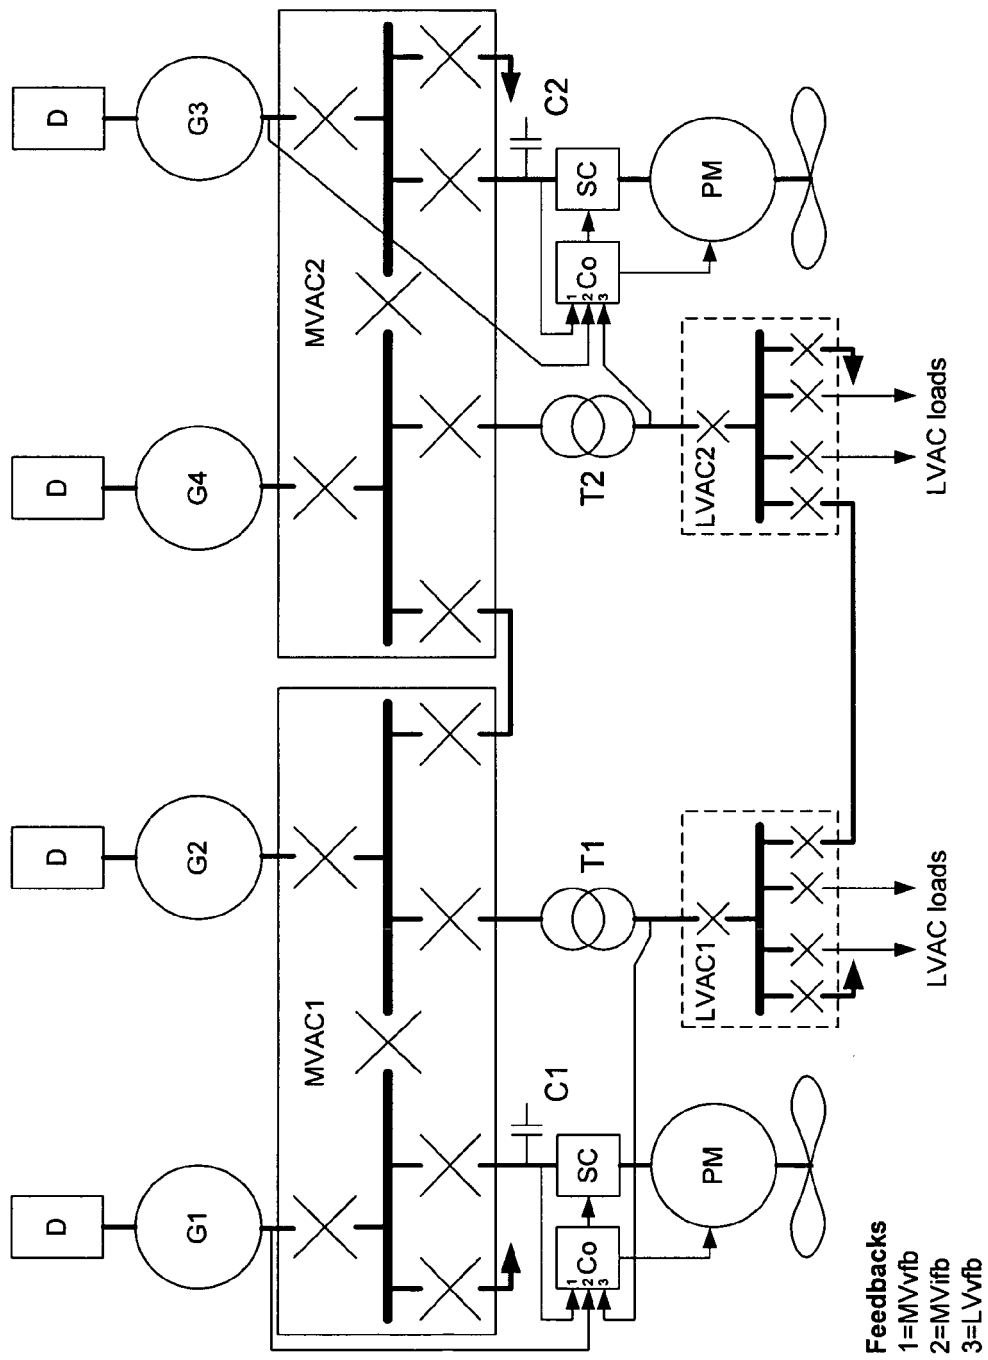 D
D
D
D
G1
G2
G4
G3
MVAC1
MVAC2
C1
C2
SC
SC
Co
1
2
3
Co
1
2
3
PM
PM
T1
T2
LVAC1
LVAC2
LVAC loads
LVAC loads
Feedbacks
1=MVvfb
2=MVifb
3=LVvfb